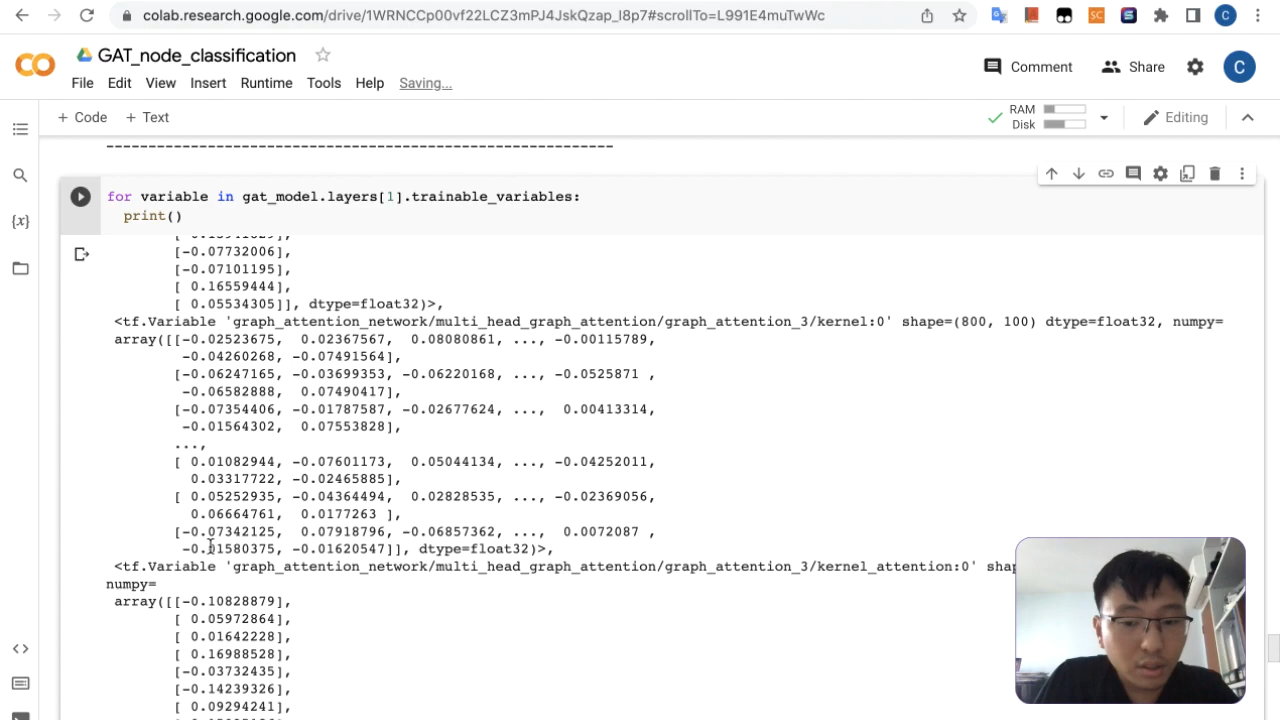 colab.research.google.com/drive/1WRNCCp00vf22LCZ3mPJ4JskQzap_I8p7#scrollTo=L991E4muTwWc
C
CO
GAT_node_classification
File Edit View Insert Runtime Tools Help Saving...
Comment Share C
+ Code + Text
RAM
Disk
Editing
------------------------------------------------------------
for variable in gat_model.layers[1].trainable_variables:
print()
{x}
[-0.07732006],
[-0.07101195],
[ 0.16559444],
[ 0.05534305]], dtype=float32)>,
<tf.Variable 'graph_attention_network/multi_head_graph_attention/graph_attention_3/kernel:0' shape=(800, 100) dtype=float32, numpy=
array([[-0.02523675, 0.02367567, 0.08080861, ..., -0.00115789,
-0.04260268, -0.07491564],
[-0.06247165, -0.03699353, -0.06220168, ..., -0.0525871 ,
-0.06582888, 0.07490417],
[-0.07354406, -0.01787587, -0.02677624, ..., 0.00413314,
-0.01564302, 0.07553828],
...,
[ 0.01082944, -0.07601173, 0.05044134, ..., -0.04252011,
0.03317722, -0.02465885],
[ 0.05252935, -0.04364494, 0.02828535, ..., -0.02369056,
0.06664761, 0.0177263 ],
[-0.07342125, 0.07918796, -0.06857362, ..., 0.0072087 ,
-0.01580375, -0.01620547]], dtype=float32)>,
<tf.Variable 'graph_attention_network/multi_head_graph_attention/graph_attention_3/kernel_attention:0'
numpy=
array([[-0.10828879],
[ 0.05972864],
[ 0.01642228],
[ 0.16988528],
[-0.03732435],
[-0.14239326],
[ 0.09294241],